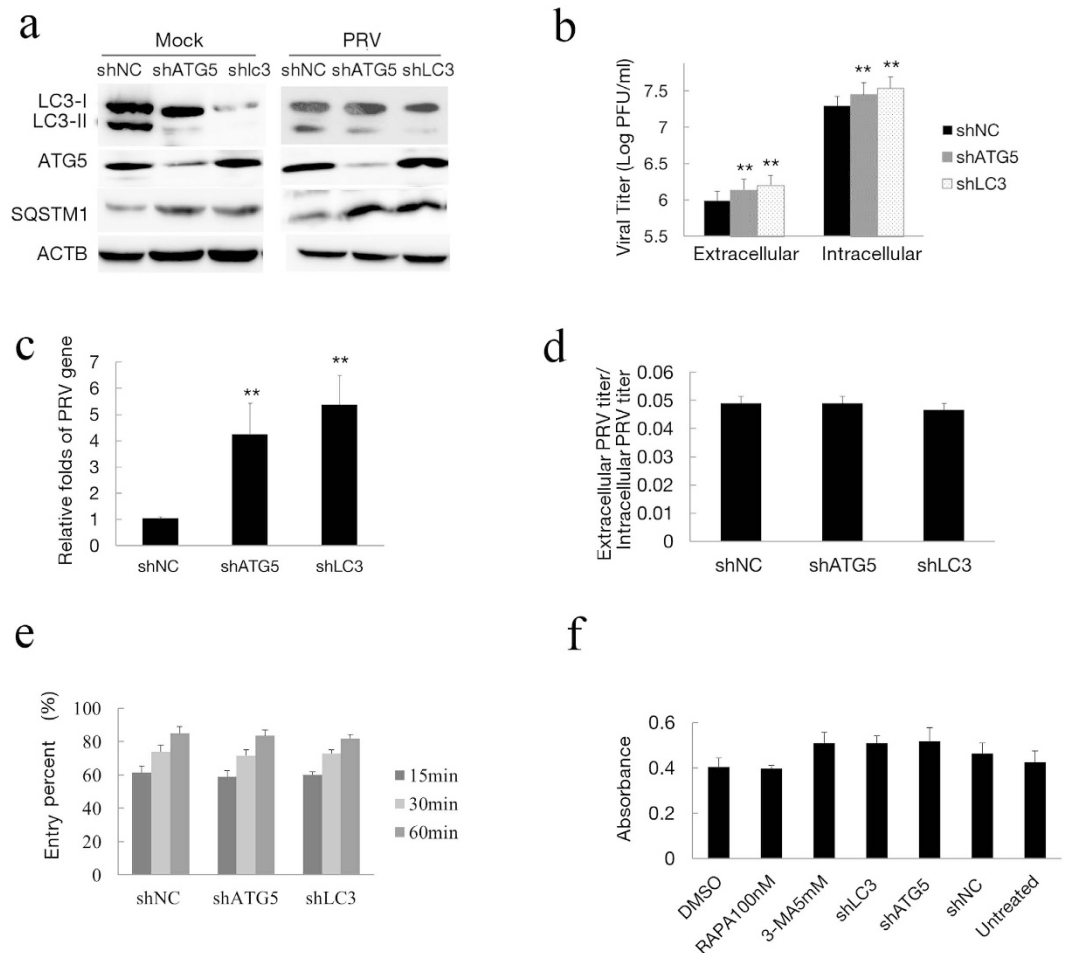 a
Mock PRV
shNC shATG5 shlc3 shNC shATG5 shLC3
LC3-I
LC3-II
ATG5
SQSTM1
ACTB
b
Viral Titer (Log PFU/ml)
7.5
7
6.5
6
5.5
** ** ** **
Extracellular Intracellular
shNC
shATG5
shLC3
c
Relative folds of PRV gene
7
6
5
4
3
2
1
0
** **
shNC shATG5 shLC3
d
Extracellular PRV titer/
Intracellular PRV titer
0.06
0.05
0.04
0.03
0.02
0.01
0
shNC shATG5 shLC3
e
Entry percent (%)
100
80
60
40
20
0
shNC shATG5 shLC3
15min
30min
60min
f
Absorbance
0.6
0.4
0.2
0
DMSO
RAPA100nM
3-MA5mM
shLC3
shATG5
shNC
Untreated